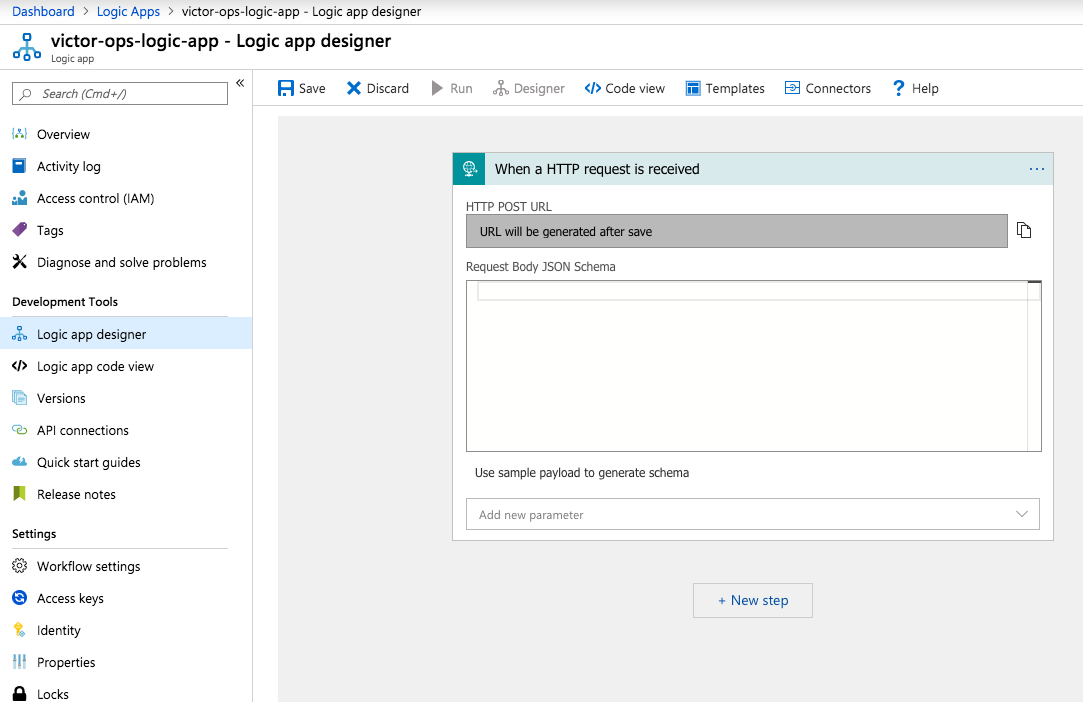 Dashboard > Logic Apps > victor-ops-logic-app - Logic app designer
victor-ops-logic-app - Logic app designer
Logic app
Search (Cmd+/)
«
Overview
Activity log
Access control (IAM)
Tags
Diagnose and solve problems
Development Tools
Logic app designer
Logic app code view
Versions
API connections
Quick start guides
Release notes
Settings
Workflow settings
Access keys
Identity
Properties
Locks
Save Discard Run Designer Code view Templates Connectors ? Help
When a HTTP request is received ...
HTTP POST URL
URL will be generated after save
Request Body JSON Schema
Use sample payload to generate schema
Add new parameter
+ New step